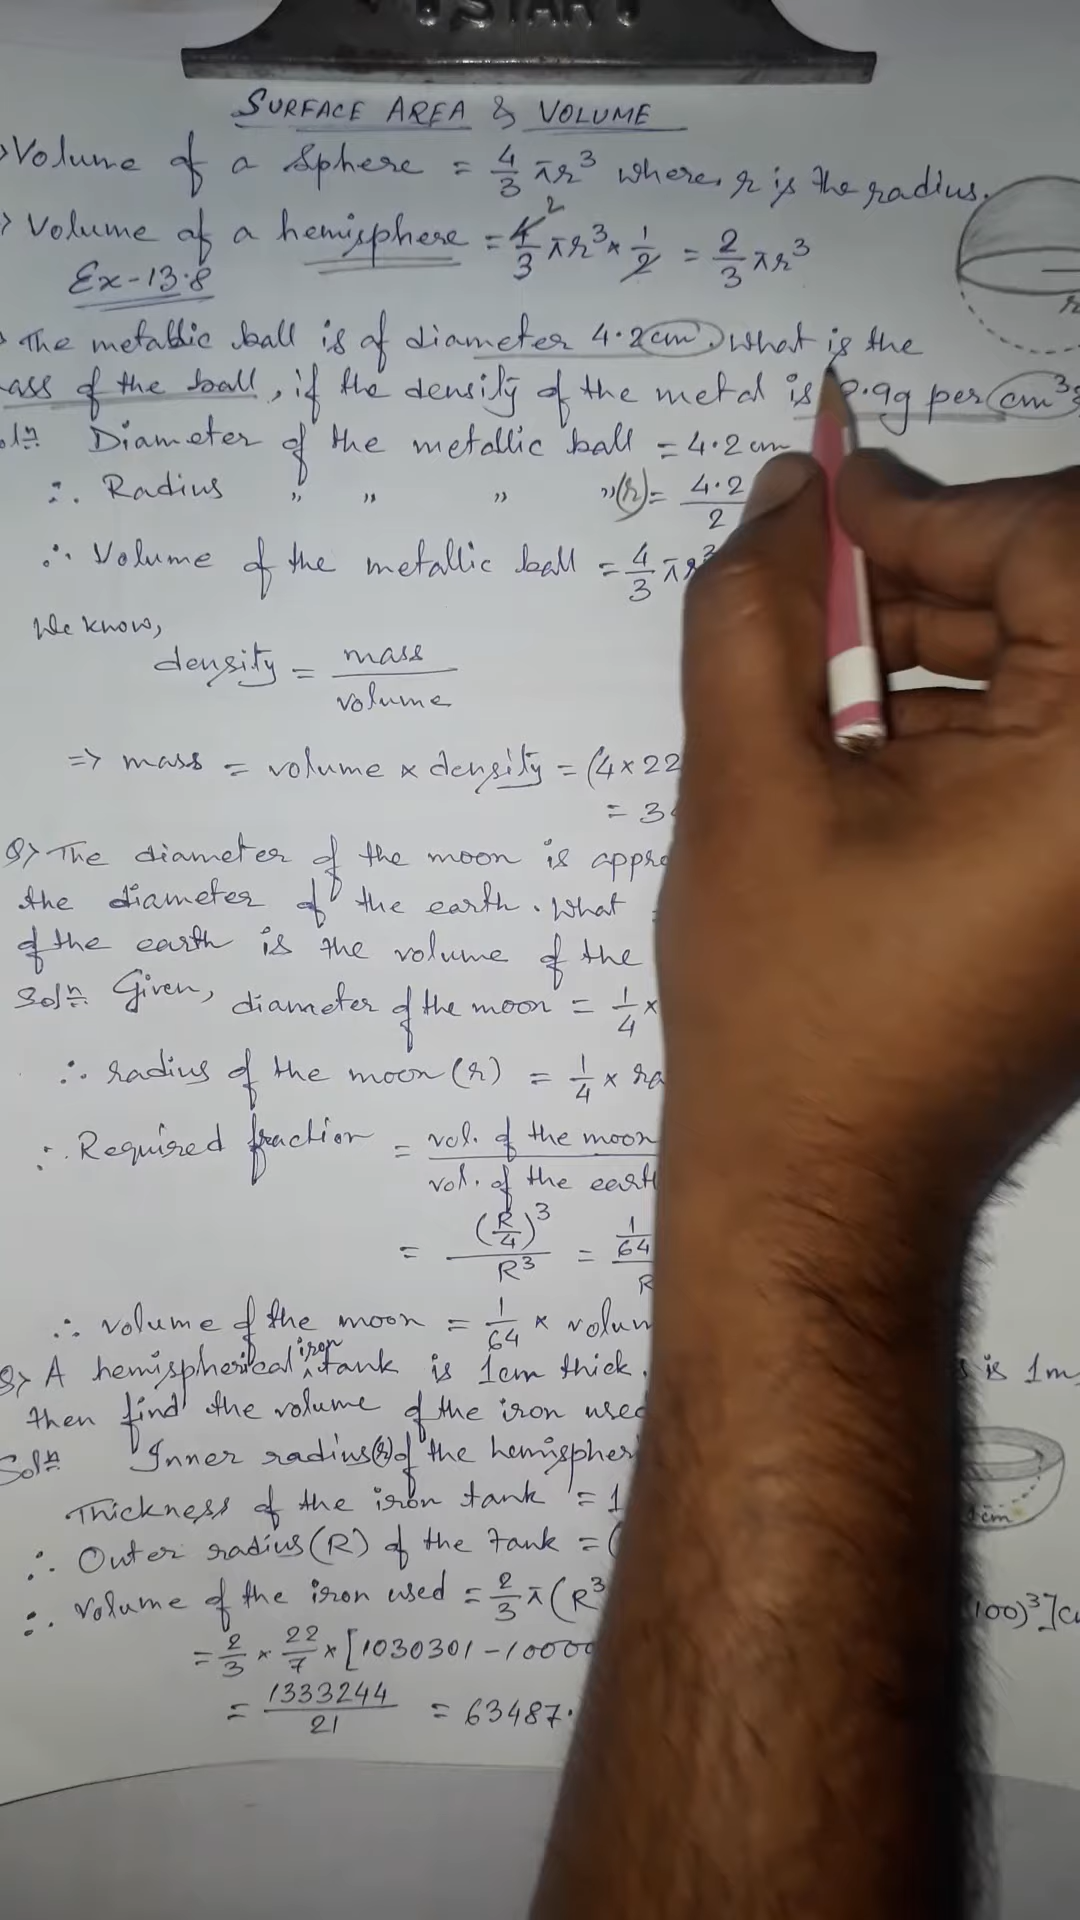 START
SURFACE AREA & VOLUME
Volume of a Sphere = 4/3 πr³ where, r is the radius.
> Volume of a hemisphere = 4/3 2 πr³ × 1/2 = 2/3 πr³
Ex-13.8
r
The metallic ball is of diameter 4.2cm. What is the
of the ball, if the density of the metal is .9g per cm³
Diameter of the metallic ball = 4.2 cm
∴ Radius " " " " (r) = 4.2/2
∴ Volume of the metallic ball = 4/3 πr³
We know,
density = mass/volume
=> mass = volume × density = (4×22
= 3
Q> The diameter of the moon is
the diameter of the earth. What
of the earth is the volume of the
Solⁿ= Given, diameter of the moon = 1/4 ×
∴ radius of the moon (r) = 1/4 ×
∴ Required fraction = vol. of the moon / vol. of the
= (R/4)³ / R³ = 1/64
∴ volume of the moon = 1/64 ×
Q> A hemispherical iron tank is 1cm thick. is 1m,
then find the volume of the iron used
Solⁿ Inner radius(r) of the
Thickness of the iron tank = 1
cm
∴ Outer radius (R) of the tank = (
∴ Volume of the iron used = 2/3 π (R³ 100)³]
= 2/3 × 22/7 × [1030301 - 10000
= 1333244/21 = 63487.